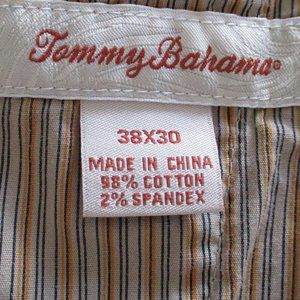 Tommy Bahama®
38X30
MADE IN CHINA
98% COTTON
2% SPANDEX